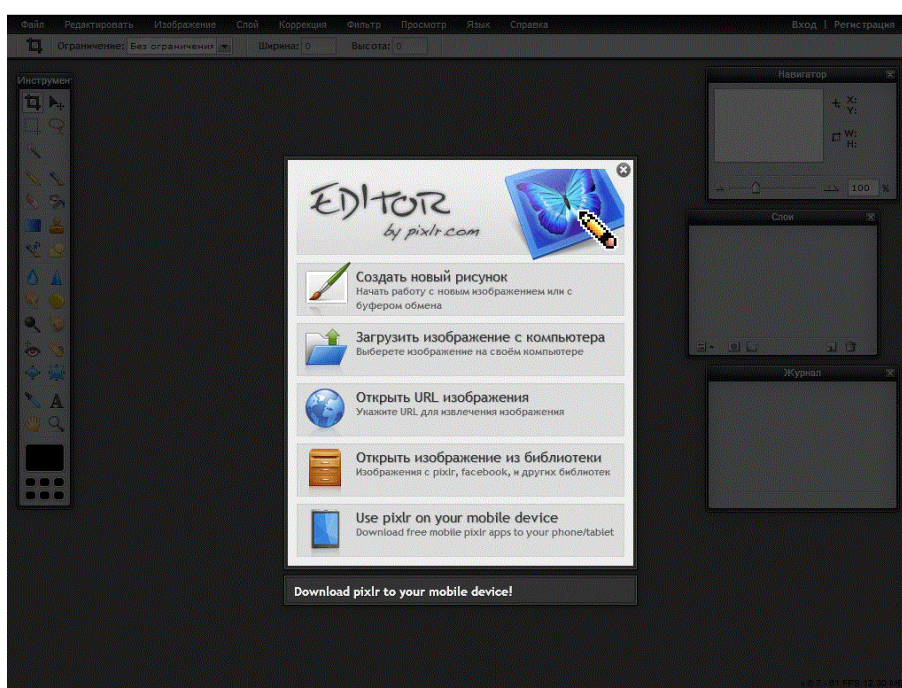 Файл Редактировать Изображение Слой Коррекция Фильтр Просмотр Язык Справка Вход | Регистрация
Ограничение: Без ограничения Ширина: 0 Высота: 0
Инструмен
Навигатор
X:
Y:
W:
H:
100 %
Слои
Журнал
EDITOR
by pixlr.com
Создать новый рисунок
Начать работу с новым изображением или с
буфером обмена
Загрузить изображение с компьютера
Выберете изображение на своём компьютере
Открыть URL изображения
Укажите URL для извлечения изображения
Открыть изображение из библиотеки
Изображения с pixlr, facebook, и других библиотек
Use pixlr on your mobile device
Download free mobile pixlr apps to your phone/tablet
Download pixlr to your mobile device!